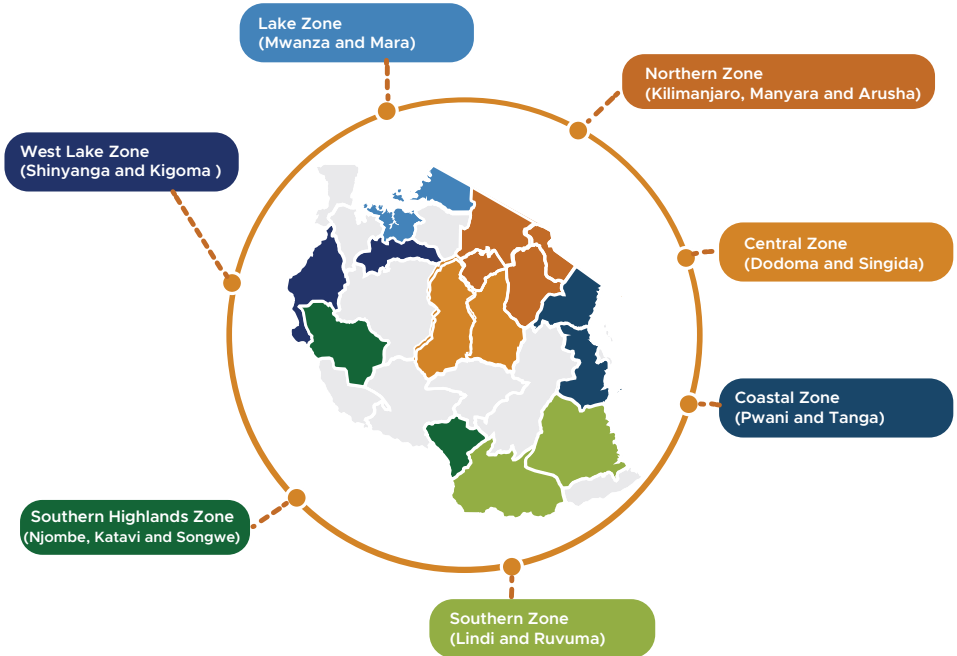 Lake Zone
(Mwanza and Mara)
Northern Zone
(Kilimanjaro, Manyara and Arusha)
West Lake Zone
(Shinyanga and Kigoma )
Central Zone
(Dodoma and Singida)
Coastal Zone
(Pwani and Tanga)
Southern Highlands Zone
(Njombe, Katavi and Songwe)
Southern Zone
(Lindi and Ruvuma)